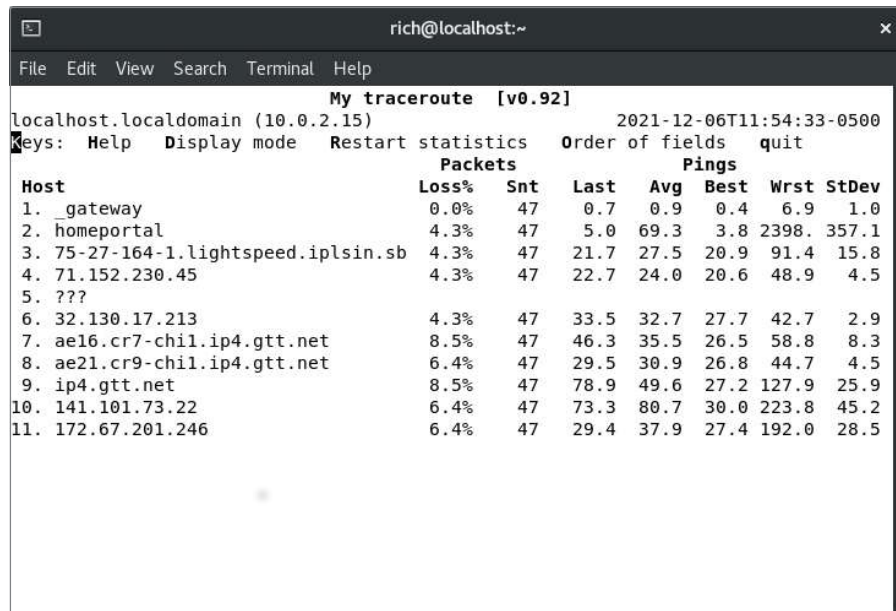 rich@localhost:~
File Edit View Search Terminal Help
My traceroute [v0.92]
localhost.localdomain (10.0.2.15) 2021-12-06T11:54:33-0500
Keys: Help Display mode Restart statistics Order of fields quit
Packets Pings
Host Loss% Snt Last Avg Best Wrst StDev
1. _gateway 0.0% 47 0.7 0.9 0.4 6.9 1.0
2. homeportal 4.3% 47 5.0 69.3 3.8 2398. 357.1
3. 75-27-164-1.lightspeed.iplsin.sb 4.3% 47 21.7 27.5 20.9 91.4 15.8
4. 71.152.230.45 4.3% 47 22.7 24.0 20.6 48.9 4.5
5. ???
6. 32.130.17.213 4.3% 47 33.5 32.7 27.7 42.7 2.9
7. ae16.cr7-chi1.ip4.gtt.net 8.5% 47 46.3 35.5 26.5 58.8 8.3
8. ae21.cr9-chi1.ip4.gtt.net 6.4% 47 29.5 30.9 26.8 44.7 4.5
9. ip4.gtt.net 8.5% 47 78.9 49.6 27.2 127.9 25.9
10. 141.101.73.22 6.4% 47 73.3 80.7 30.0 223.8 45.2
11. 172.67.201.246 6.4% 47 29.4 37.9 27.4 192.0 28.5